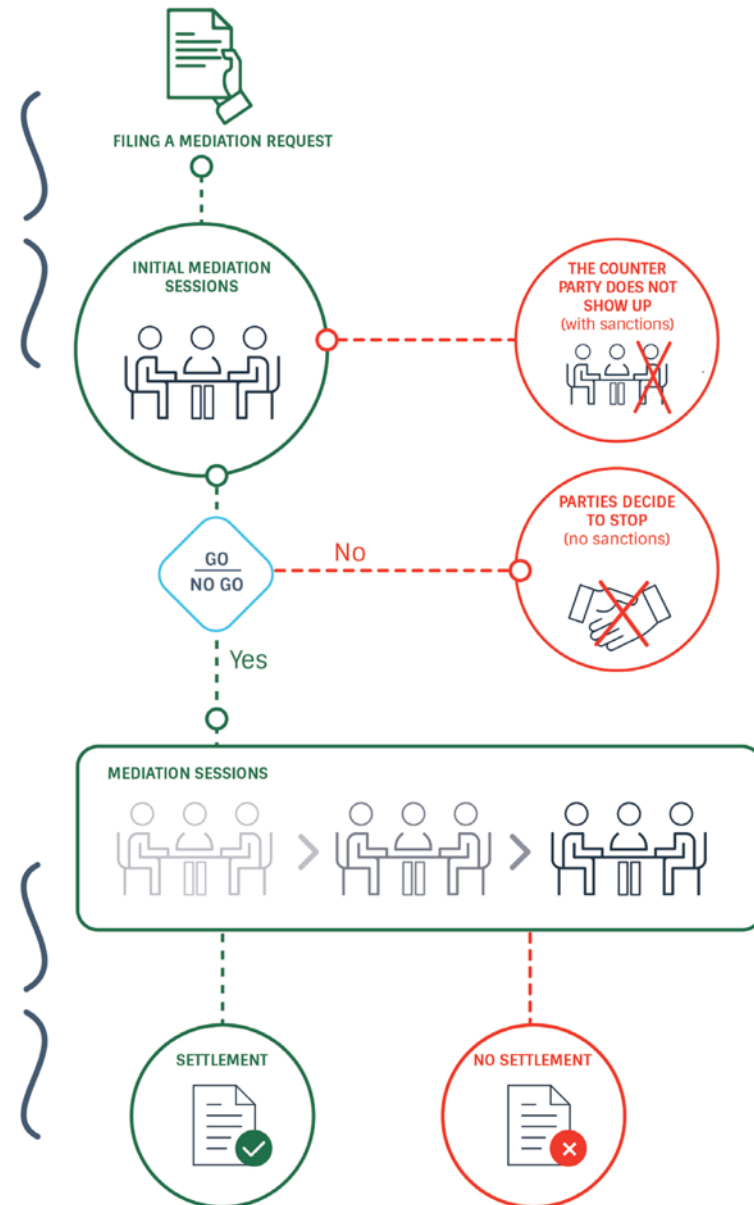 FILING A MEDIATION REQUEST
INITIAL MEDIATION
SESSIONS
THE COUNTER
PARTY DOES NOT
SHOW UP
(with sanctions)
PARTIES DECIDE
TO STOP
(no sanctions)
GO
NO GO
No
Yes
MEDIATION SESSIONS
SETTLEMENT
NO SETTLEMENT